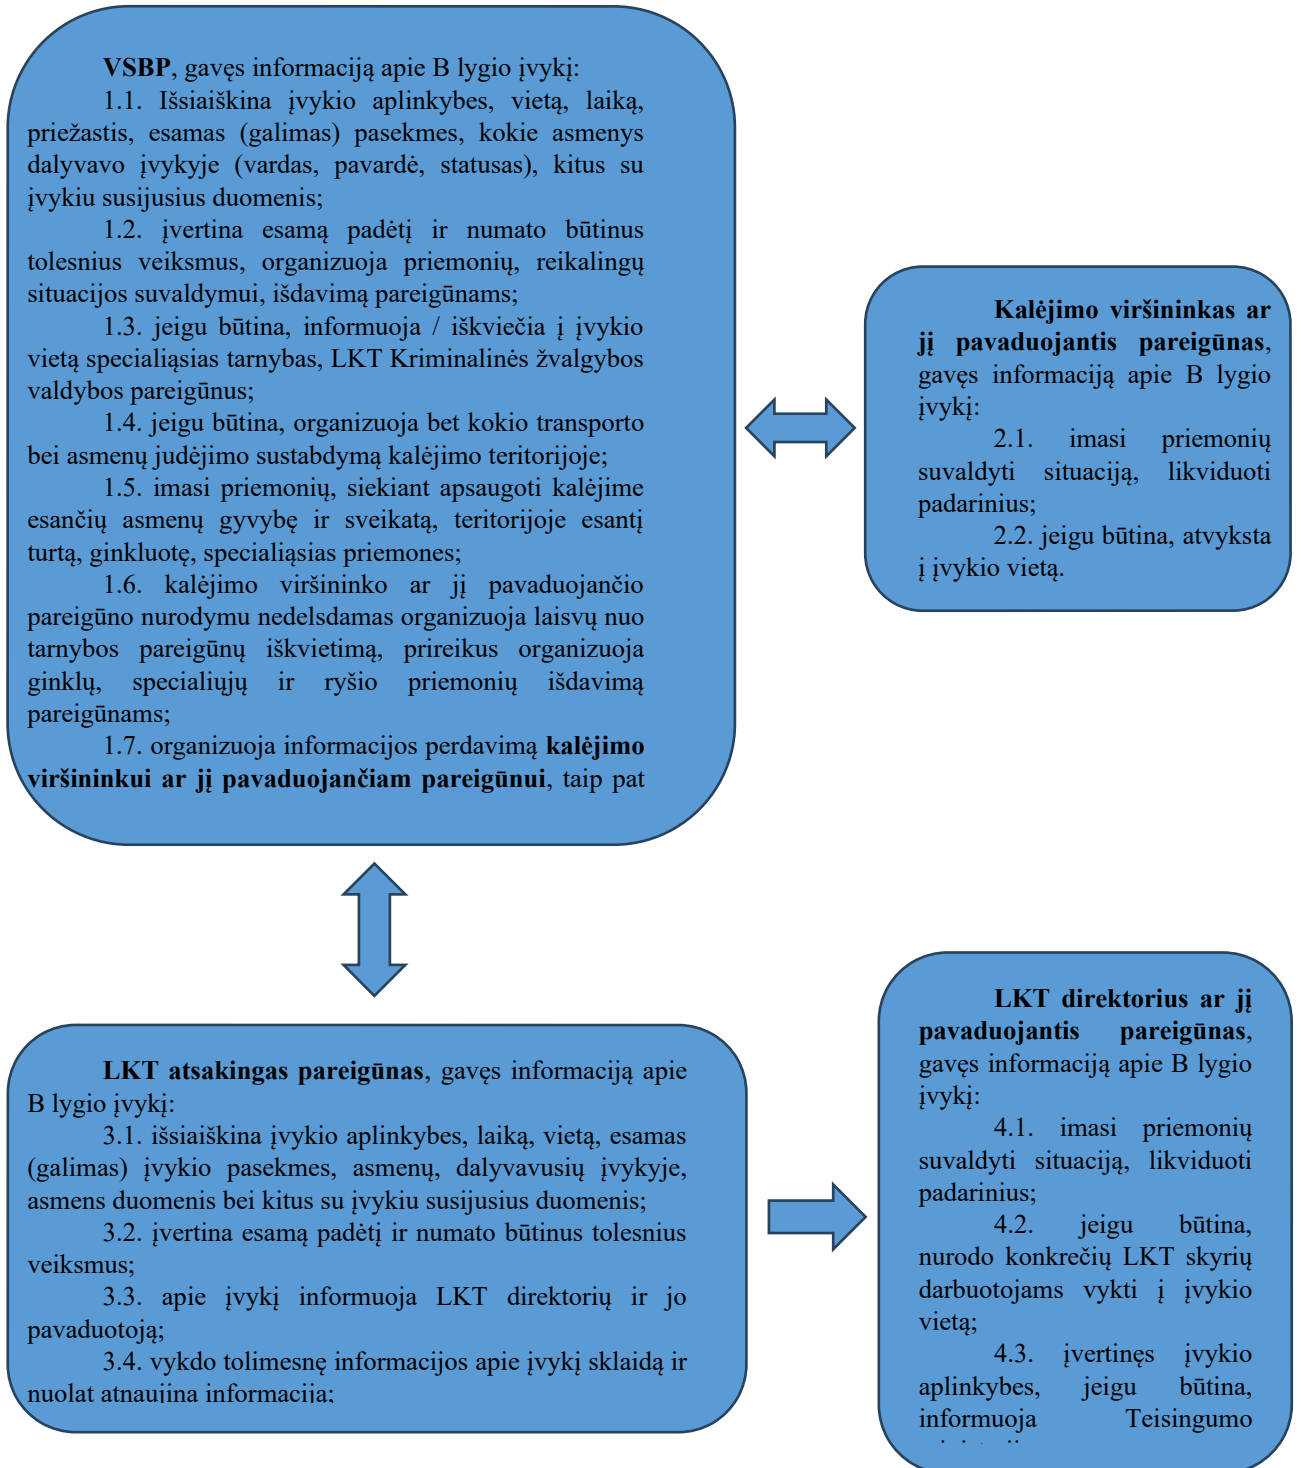 VSBP, gavęs informaciją apie B lygio įvykį:
1.1. Išsiaiškina įvykio aplinkybes, vietą, laiką,
priežastis, esamas (galimas) pasekmes, kokie asmenys
dalyvavo įvykyje (vardas, pavardė, statusas), kitus su
įvykiu susijusius duomenis;
1.2. įvertina esamą padėtį ir numato būtinus
tolesnius veiksmus, organizuoja priemonių, reikalingų
situacijos suvaldymui, išdavimą pareigūnams;
1.3. jeigu būtina, informuoja / iškviečia į įvykio
vietą specialiąsias tarnybas, LKT Kriminalinės žvalgybos
valdybos pareigūnus;
1.4. jeigu būtina, organizuoja bet kokio transporto
bei asmenų judėjimo sustabdymą kalėjimo teritorijoje;
1.5. imasi priemonių, siekiant apsaugoti kalėjime
esančių asmenų gyvybę ir sveikatą, teritorijoje esantį
turtą, ginkluotę, specialiąsias priemones;
1.6. kalėjimo viršininko ar jį pavaduojančio
pareigūno nurodymu nedelsdamas organizuoja laisvų nuo
tarnybos pareigūnų iškvietimą, prireikus organizuoja
ginklų, specialiųjų ir ryšio priemonių išdavimą
pareigūnams;
1.7. organizuoja informacijos perdavimą kalėjimo
viršininkui ar jį pavaduojančiam pareigūnui, taip pat
Kalėjimo viršininkas ar
jį pavaduojantis pareigūnas,
gavęs informaciją apie B lygio
įvykį:
2.1. imasi priemonių
suvaldyti situaciją, likviduoti
padarinius;
2.2. jeigu būtina, atvyksta
į įvykio vietą.
LKT atsakingas pareigūnas, gavęs informaciją apie
B lygio įvykį:
3.1. išsiaiškina įvykio aplinkybes, laiką, vietą, esamas
(galimas) įvykio pasekmes, asmenų, dalyvavusių įvykyje,
asmens duomenis bei kitus su įvykiu susijusius duomenis;
3.2. įvertina esamą padėtį ir numato būtinus tolesnius
veiksmus;
3.3. apie įvykį informuoja LKT direktorių ir jo
pavaduotoją;
3.4. vykdo tolimesnę informacijos apie įvykį sklaidą ir
nuolat atnaujina informaciją;
LKT direktorius ar jį
pavaduojantis pareigūnas,
gavęs informaciją apie B lygio
įvykį:
4.1. imasi priemonių
suvaldyti situaciją, likviduoti
padarinius;
4.2. jeigu būtina,
nurodo konkrečių LKT skyrių
darbuotojams vykti į įvykio
vietą;
4.3. įvertinęs įvykio
aplinkybes, jeigu būtina,
informuoja Teisingumo